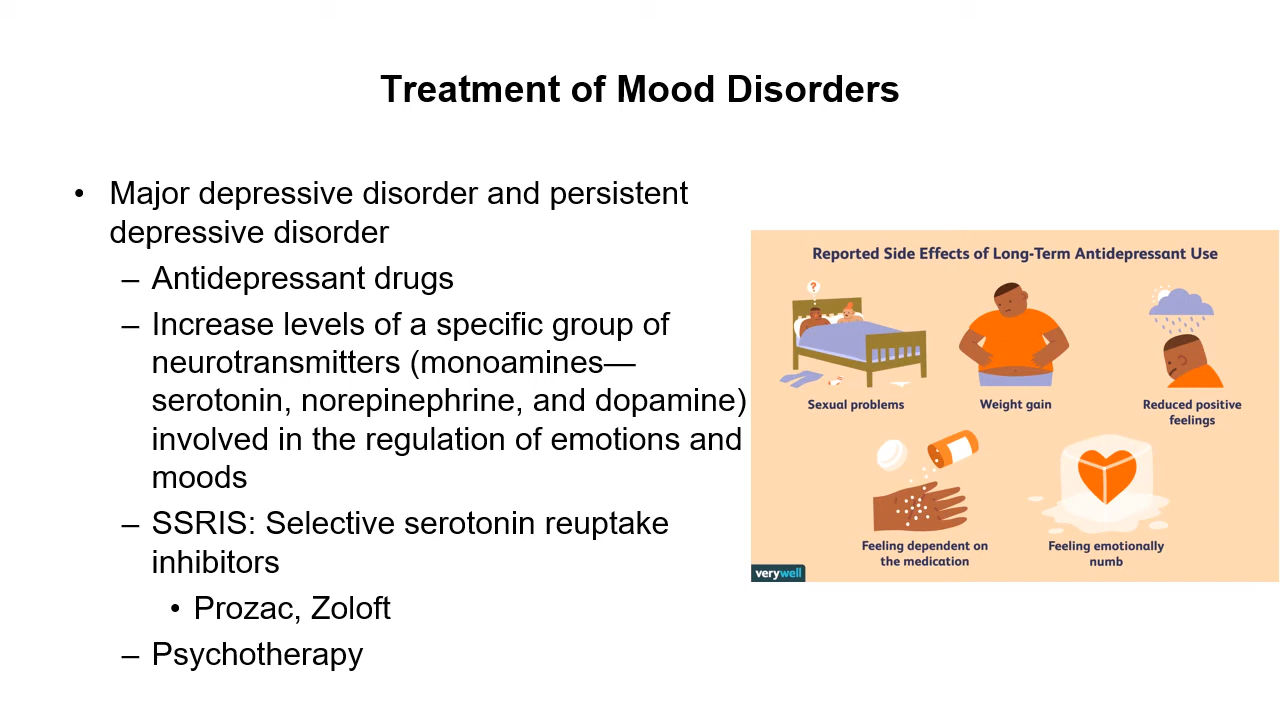 Treatment of Mood Disorders
• Major depressive disorder and persistent
depressive disorder
– Antidepressant drugs
– Increase levels of a specific group of
neurotransmitters (monoamines—
serotonin, norepinephrine, and dopamine)
involved in the regulation of emotions and
moods
– SSRIS: Selective serotonin reuptake
inhibitors
• Prozac, Zoloft
– Psychotherapy
Reported Side Effects of Long-Term Antidepressant Use
?
Sexual problems
Weight gain
Reduced positive
feelings
Feeling dependent on
the medication
Feeling emotionally
numb
verywell